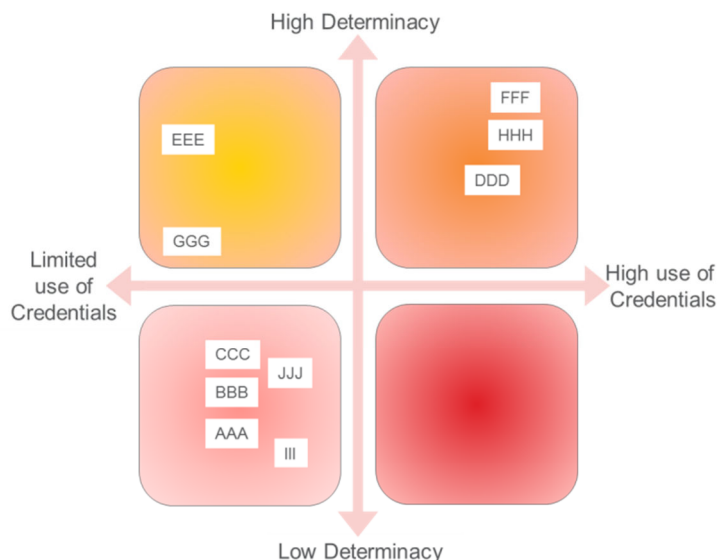 High Determinacy
FFF
HHH
EEE
DDD
GGG
Limited
use of
Credentials
High use of
Credentials
CCC
JJJ
BBB
AAA
III
Low Determinacy